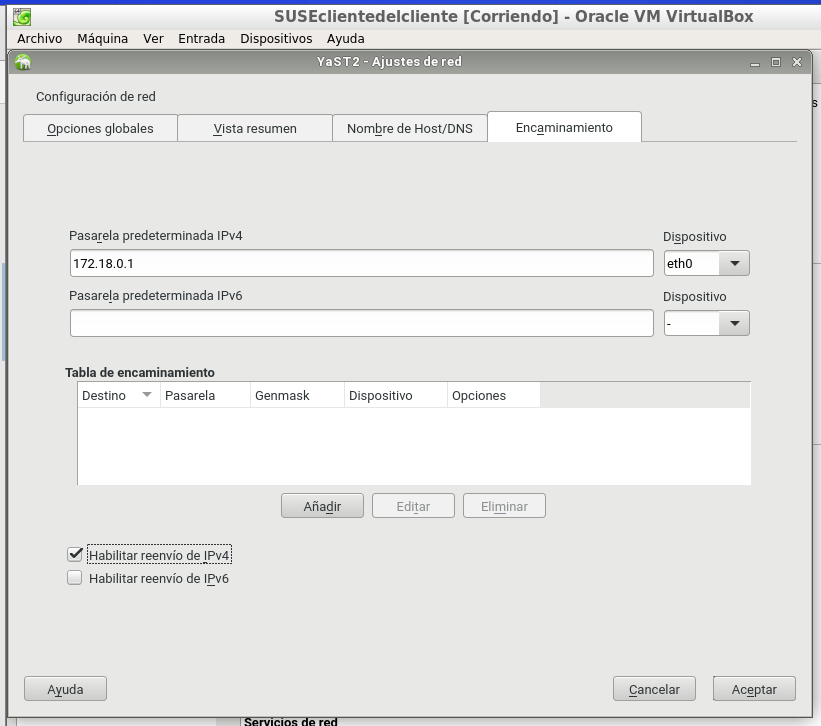 SUSEclientedelcliente [Corriendo] - Oracle VM VirtualBox
Archivo Máquina Ver Entrada Dispositivos Ayuda
YaST2 - Ajustes de red
Configuración de red
Opciones globales Vista resumen Nombre de Host/DNS Encaminamiento
Pasarela predeterminada IPv4 Dispositivo
172.18.0.1 eth0
Pasarela predeterminada IPv6 Dispositivo
-
Tabla de encaminamiento
Destino Pasarela Genmask Dispositivo Opciones
Añadir Editar Eliminar
Habilitar reenvío de IPv4
Habilitar reenvío de IPv6
Ayuda Cancelar Aceptar
Servicios de red